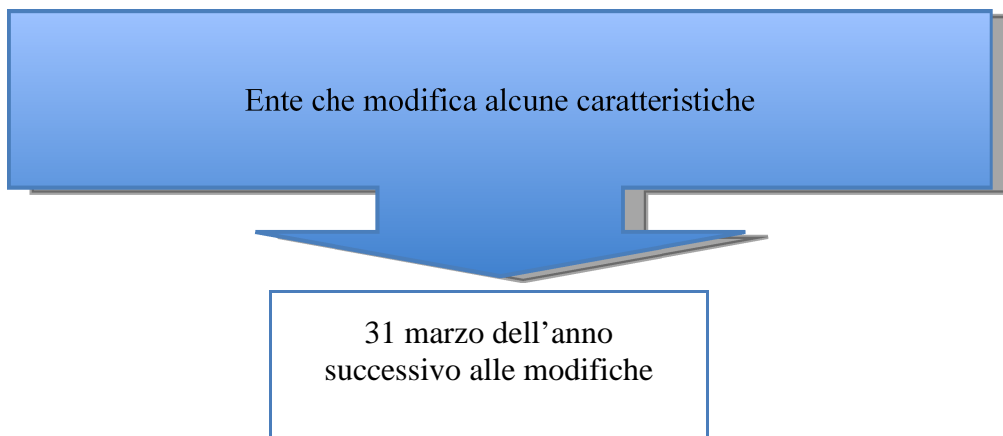 Ente che modifica alcune caratteristiche
31 marzo dell’anno
successivo alle modifiche